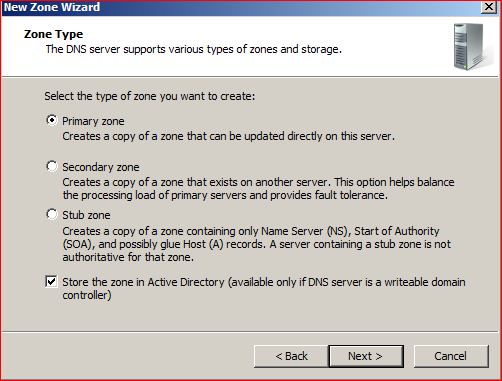 New Zone Wizard
Zone Type
The DNS server supports various types of zones and storage.
Select the type of zone you want to create:
Primary zone
Creates a copy of a zone that can be updated directly on this server.
Secondary zone
Creates a copy of a zone that exists on another server. This option helps balance
the processing load of primary servers and provides fault tolerance.
Stub zone
Creates a copy of a zone containing only Name Server (NS), Start of Authority
(SOA), and possibly glue Host (A) records. A server containing a stub zone is not
authoritative for that zone.
Store the zone in Active Directory (available only if DNS server is a writeable domain
controller)
< Back Next > Cancel